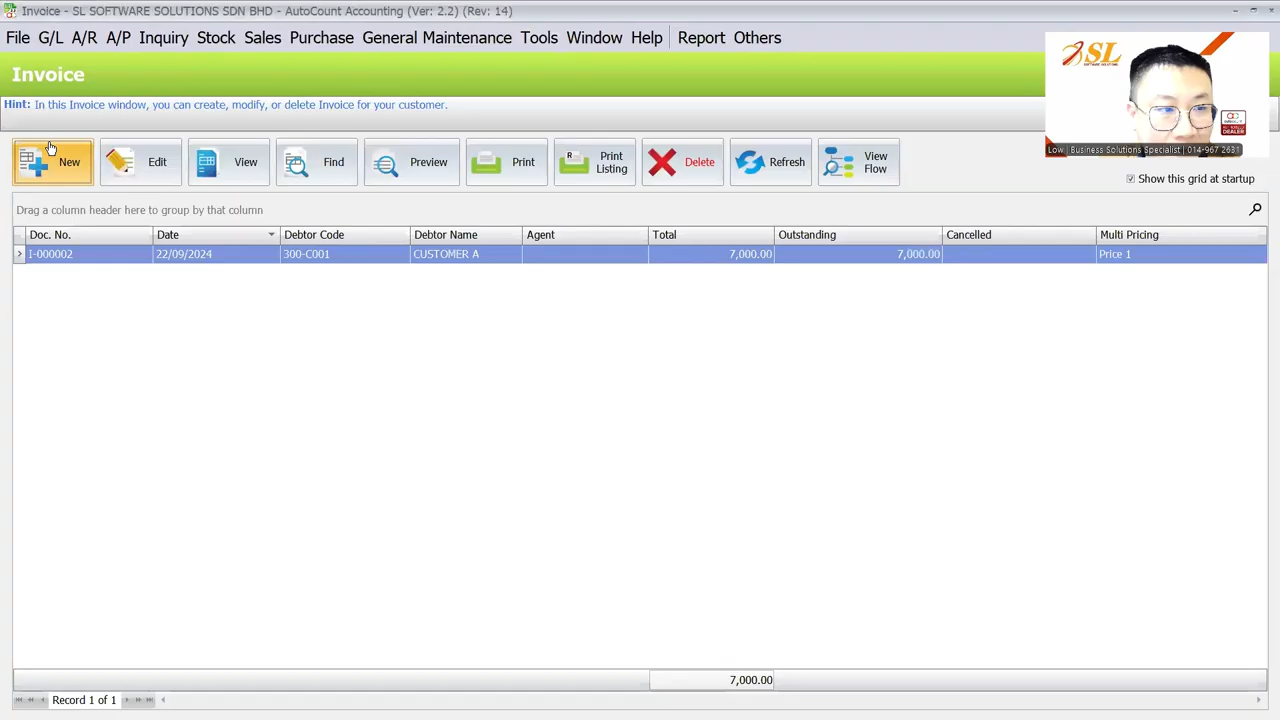 Invoice - SL SOFTWARE SOLUTIONS SDN BHD - AutoCount Accounting (Ver: 2.2) (Rev: 14)
File G/L A/R A/P Inquiry Stock Sales Purchase General Maintenance Tools Window Help Report Others
Invoice
SL
SOFTWARE SOLUTIONS
Hint: In this Invoice window, you can create, modify, or delete Invoice for your customer.
Low | Business Solutions Specialist | 014-967 2631
New Edit View Find Preview Print Print Listing Delete Refresh View Flow
Show this grid at startup
Drag a column header here to group by that column
Doc. No. Date Debtor Code Debtor Name Agent Total Outstanding Cancelled Multi Pricing
I-000002 22/09/2024 300-C001 CUSTOMER A 7,000.00 7,000.00 Price 1
7,000.00
Record 1 of 1